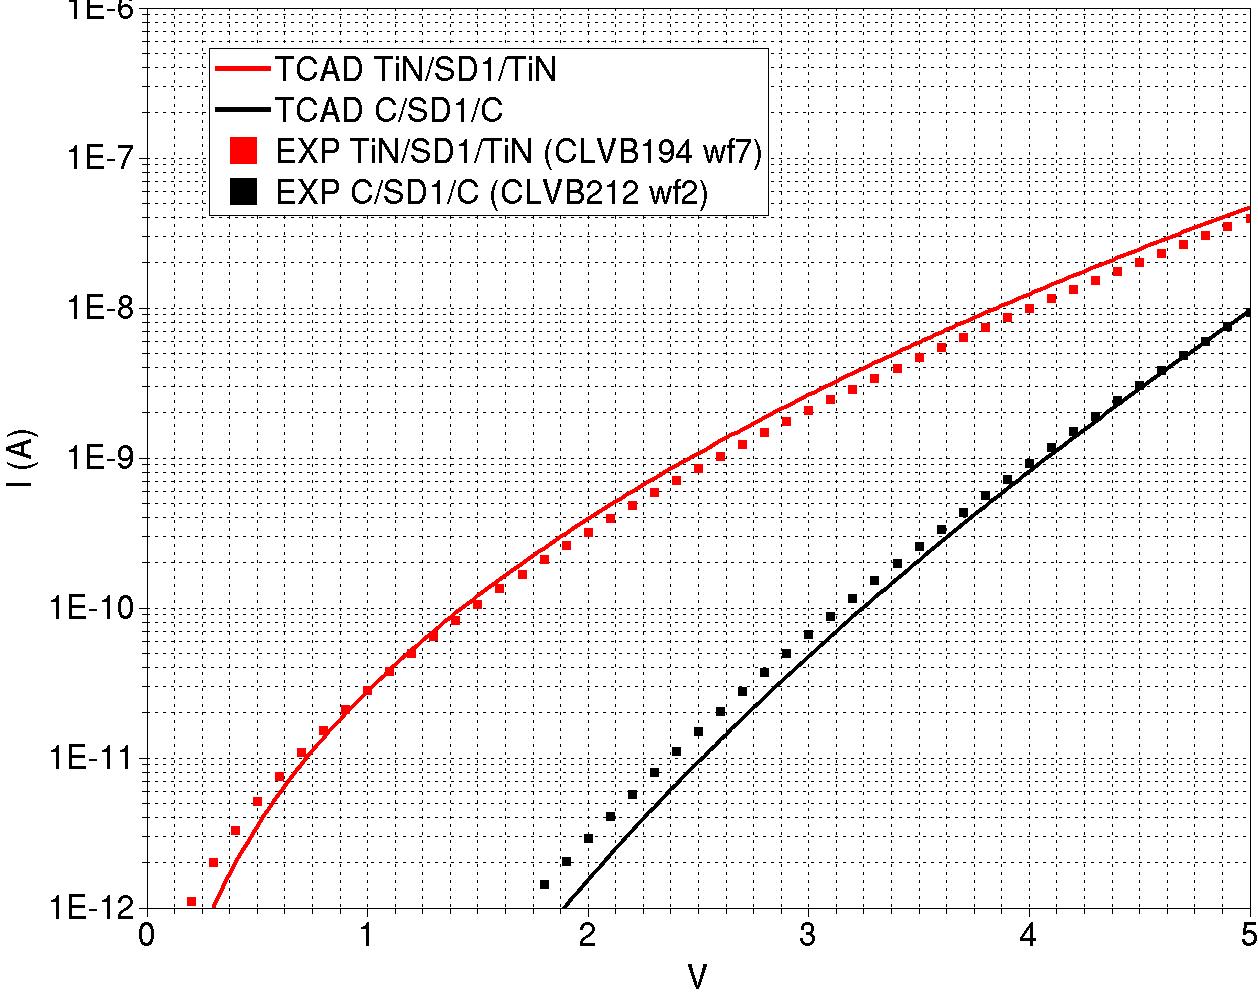 1E-6
TCAD TiN/SD1/TiN
TCAD C/SD1/C
EXP TiN/SD1/TiN (CLVB194 wf7)
EXP C/SD1/C (CLVB212 wf2)
1E-7
1E-8
I (A)
1E-9
1E-10
1E-11
1E-12
0 1 2 3 4 5
V